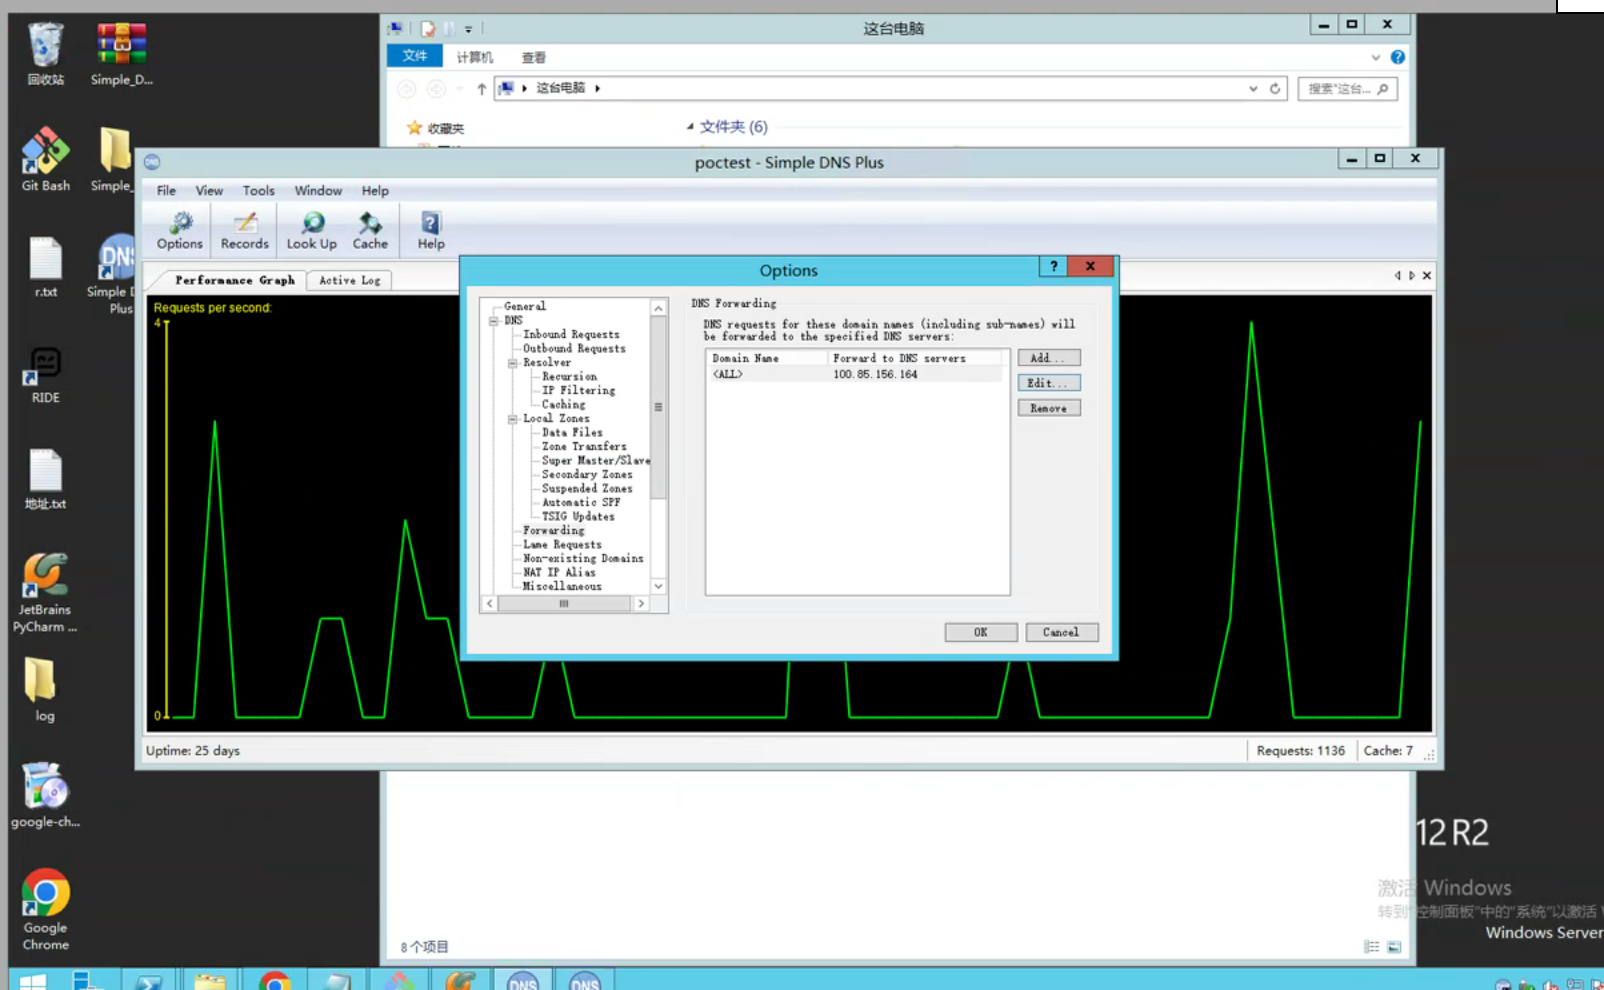 回收站
Simple_D...
Git Bash
Simple_
r.txt
Simple D
Plus
RIDE
地址.txt
JetBrains
PyCharm ...
log
google-ch...
Google
Chrome
这台电脑
文件 计算机 查看
这台电脑
搜索"这台...
收藏夹
文件夹 (6)
poctest - Simple DNS Plus
File View Tools Window Help
Options Records Look Up Cache Help
Performance Graph Active Log
Requests per second:
4
0
Options
General
DNS
Inbound Requests
Outbound Requests
Resolver
Recursion
IP Filtering
Caching
Local Zones
Data Files
Zone Transfers
Super Master/Slave
Secondary Zones
Suspended Zones
Automatic SPF
TSIG Updates
Forwarding
Lame Requests
Non-existing Domains
NAT IP Alias
Miscellaneous
DNS Forwarding
DNS requests for these domain names (including sub-names) will
be forwarded to the specified DNS servers:
Domain Name Forward to DNS servers
<ALL> 100.85.156.164
Add...
Edit...
Remove
OK Cancel
Uptime: 25 days
Requests: 1136 Cache: 7
8 个项目
12 R2
激活 Windows
转到"控制面板"中的"系统"以激活
Windows Server
DNS
DNS